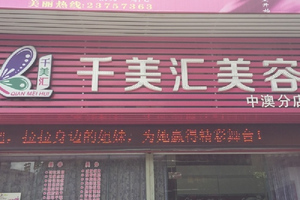 美丽热线:23757363
千美汇
QIAN MEI HUI
千美汇美容
中澳分店
拉拉身边的姐妹，为她赢得精彩舞台！